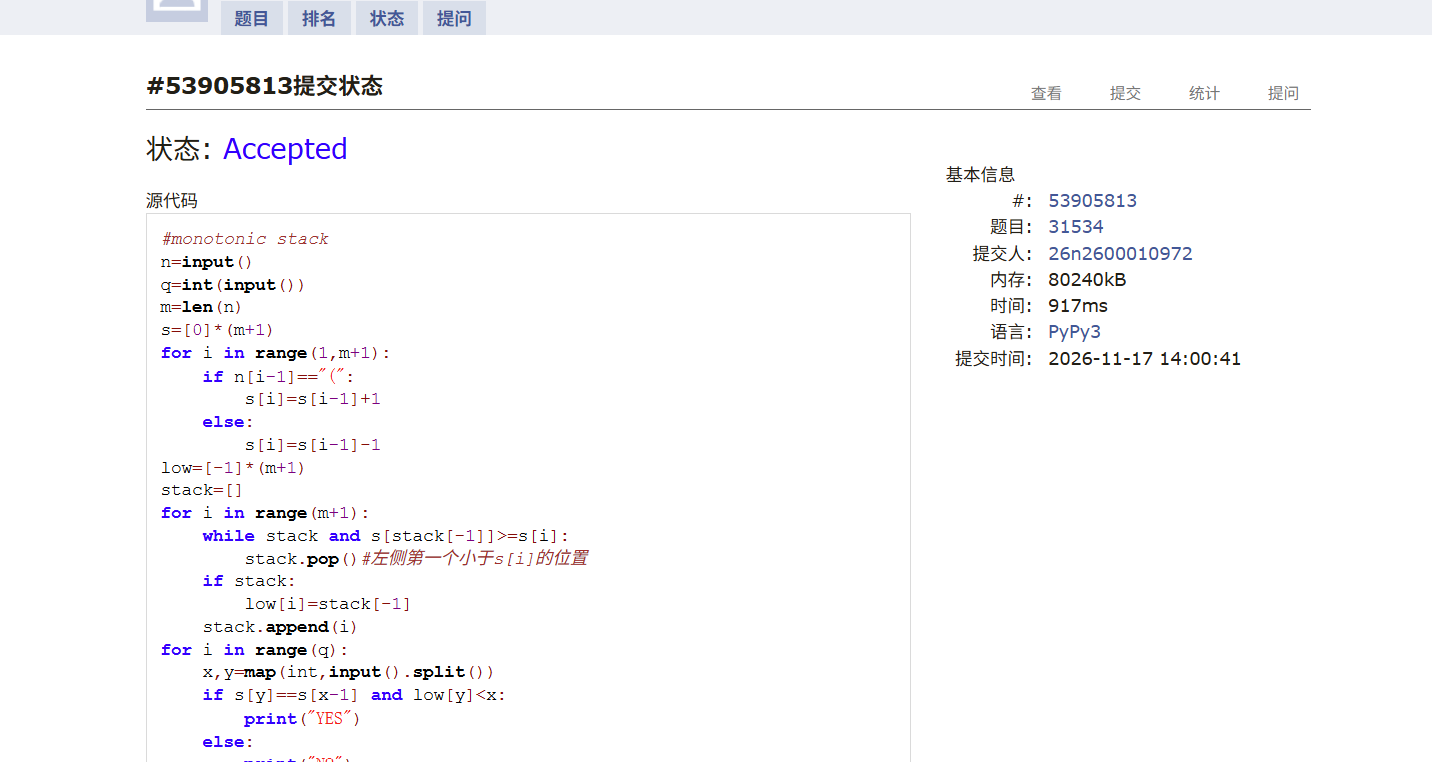 题目 排名 状态 提问
#53905813提交状态
查看 提交 统计 提问
状态: Accepted
源代码
#monotonic stack
n=input()
q=int(input())
m=len(n)
s=[0]*(m+1)
for i in range(1,m+1):
    if n[i-1]=="(":
        s[i]=s[i-1]+1
    else:
        s[i]=s[i-1]-1
low=[-1]*(m+1)
stack=[]
for i in range(m+1):
    while stack and s[stack[-1]]>=s[i]:
        stack.pop()#左侧第一个小于s[i]的位置
    if stack:
        low[i]=stack[-1]
    stack.append(i)
for i in range(q):
    x,y=map(int,input().split())
    if s[y]==s[x-1] and low[y]<x:
        print("YES")
    else:
        print("NO")
基本信息
#: 53905813
题目: 31534
提交人: 26n2600010972
内存: 80240kB
时间: 917ms
语言: PyPy3
提交时间: 2026-11-17 14:00:41